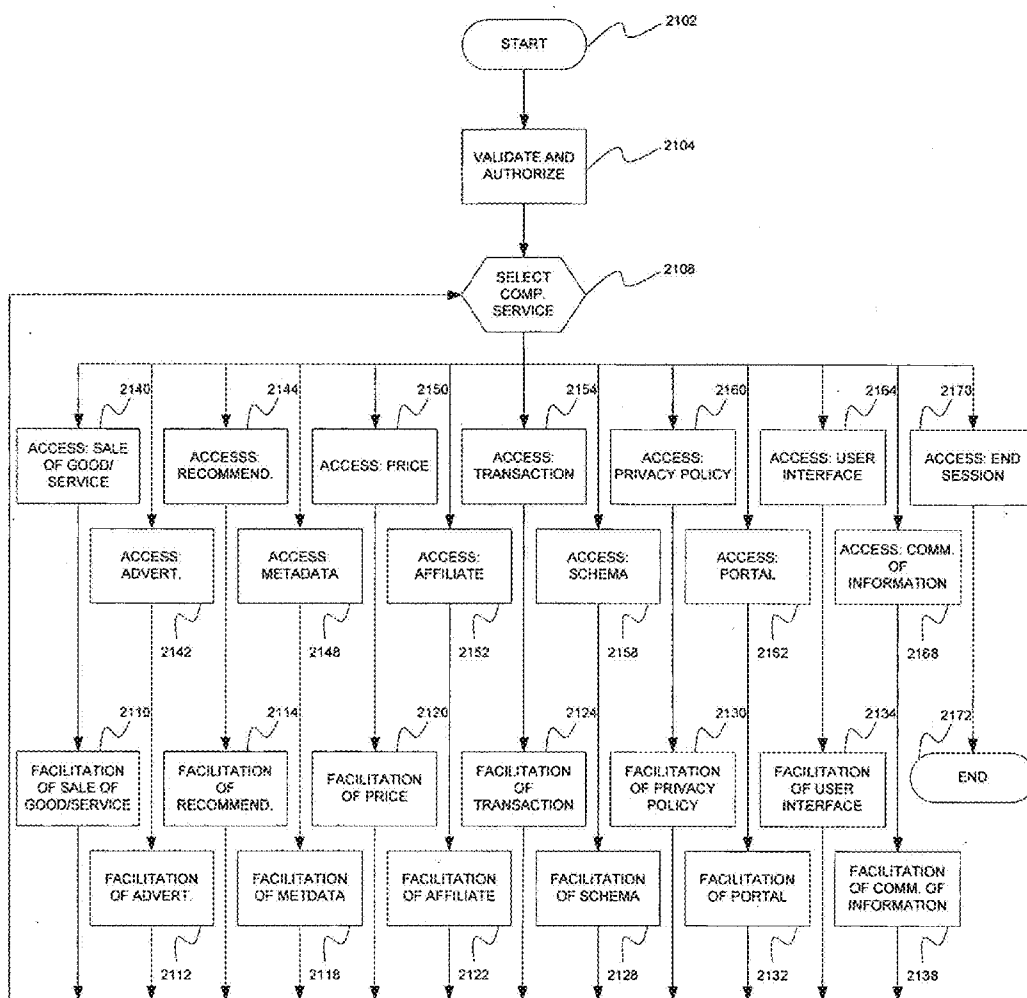 2102
START
VALIDATE AND
AUTHORIZE
2104
SELECT
COMP.
SERVICE
2108
2140
2144
2150
2154
2160
2164
2170
ACCESS: SALE
OF GOOD/
SERVICE
ACCESSS:
RECOMMEND.
ACCESS: PRICE
ACCESS:
TRANSACTION
ACCESS:
PRIVACY POLICY
ACCESS: USER
INTERFACE
ACCESS: END
SESSION
ACCESS:
ADVERT.
ACCESS:
METADATA
ACCESS:
AFFILIATE
ACCESS:
SCHEMA
ACCESS:
PORTAL
ACCESS: COMM.
OF
INFORMATION
2142
2148
2152
2158
2162
2168
2110
2114
2120
2124
2130
2134
2172
FACILITATION
OF SALE OF
GOOD/SERVICE
FACILITATION
OF
RECOMMEND.
FACILITATION
OF PRICE
FACILITATION
OF
TRANSACTION
FACILITATION
OF PRIVACY
POLICY
FACILITATION
OF USER
INTERFACE
END
FACILITATION
OF ADVERT.
FACILITATION
OF METDATA
FACILITATION
OF AFFILIATE
FACILITATION
OF SCHEMA
FACILITATION
OF PORTAL
FACILITATION
OF COMM. OF
INFORMATION
2112
2118
2122
2128
2132
2138